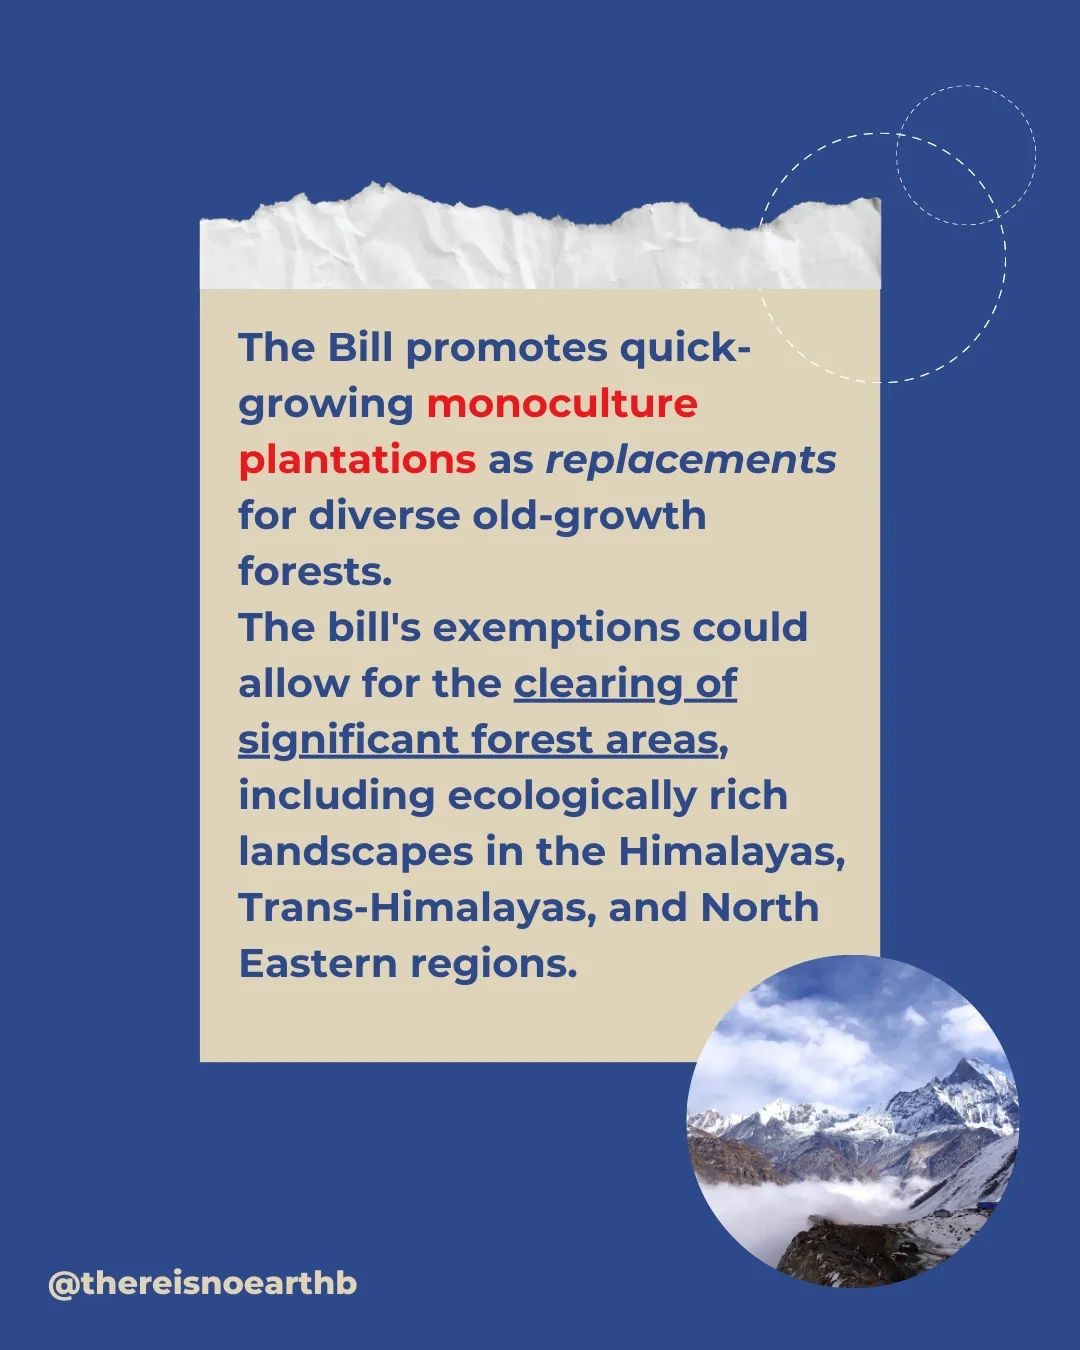 The Bill promotes quick-
growing monoculture
plantations as replacements
for diverse old-growth
forests.
The bill's exemptions could
allow for the clearing of
significant forest areas,
including ecologically rich
landscapes in the Himalayas,
Trans-Himalayas, and North
Eastern regions.
@thereisnoearthb